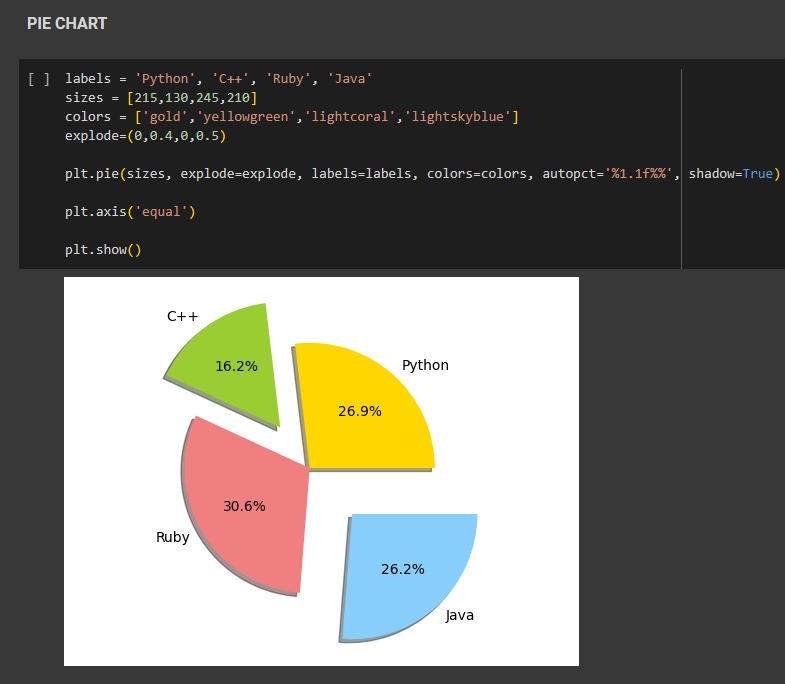 PIE CHART
[ ] labels = 'Python', 'C++', 'Ruby', 'Java'
sizes = [215,130,245,210]
colors = ['gold','yellowgreen','lightcoral','lightskyblue']
explode=(0,0.4,0,0.5)
plt.pie(sizes, explode=explode, labels=labels, colors=colors, autopct='%1.1f%%', shadow=True)
plt.axis('equal')
plt.show()
C++
16.2%
Python
26.9%
30.6%
Ruby
26.2%
Java